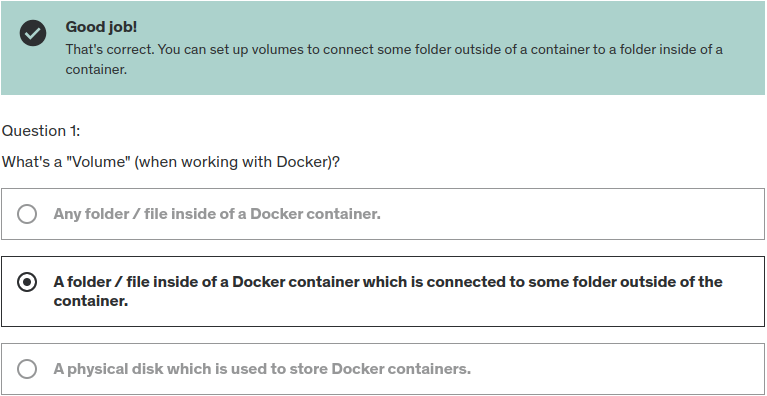 Good job!
That's correct. You can set up volumes to connect some folder outside of a container to a folder inside of a
container.
Question 1:
What's a "Volume" (when working with Docker)?
Any folder / file inside of a Docker container.
A folder / file inside of a Docker container which is connected to some folder outside of the
container.
A physical disk which is used to store Docker containers.